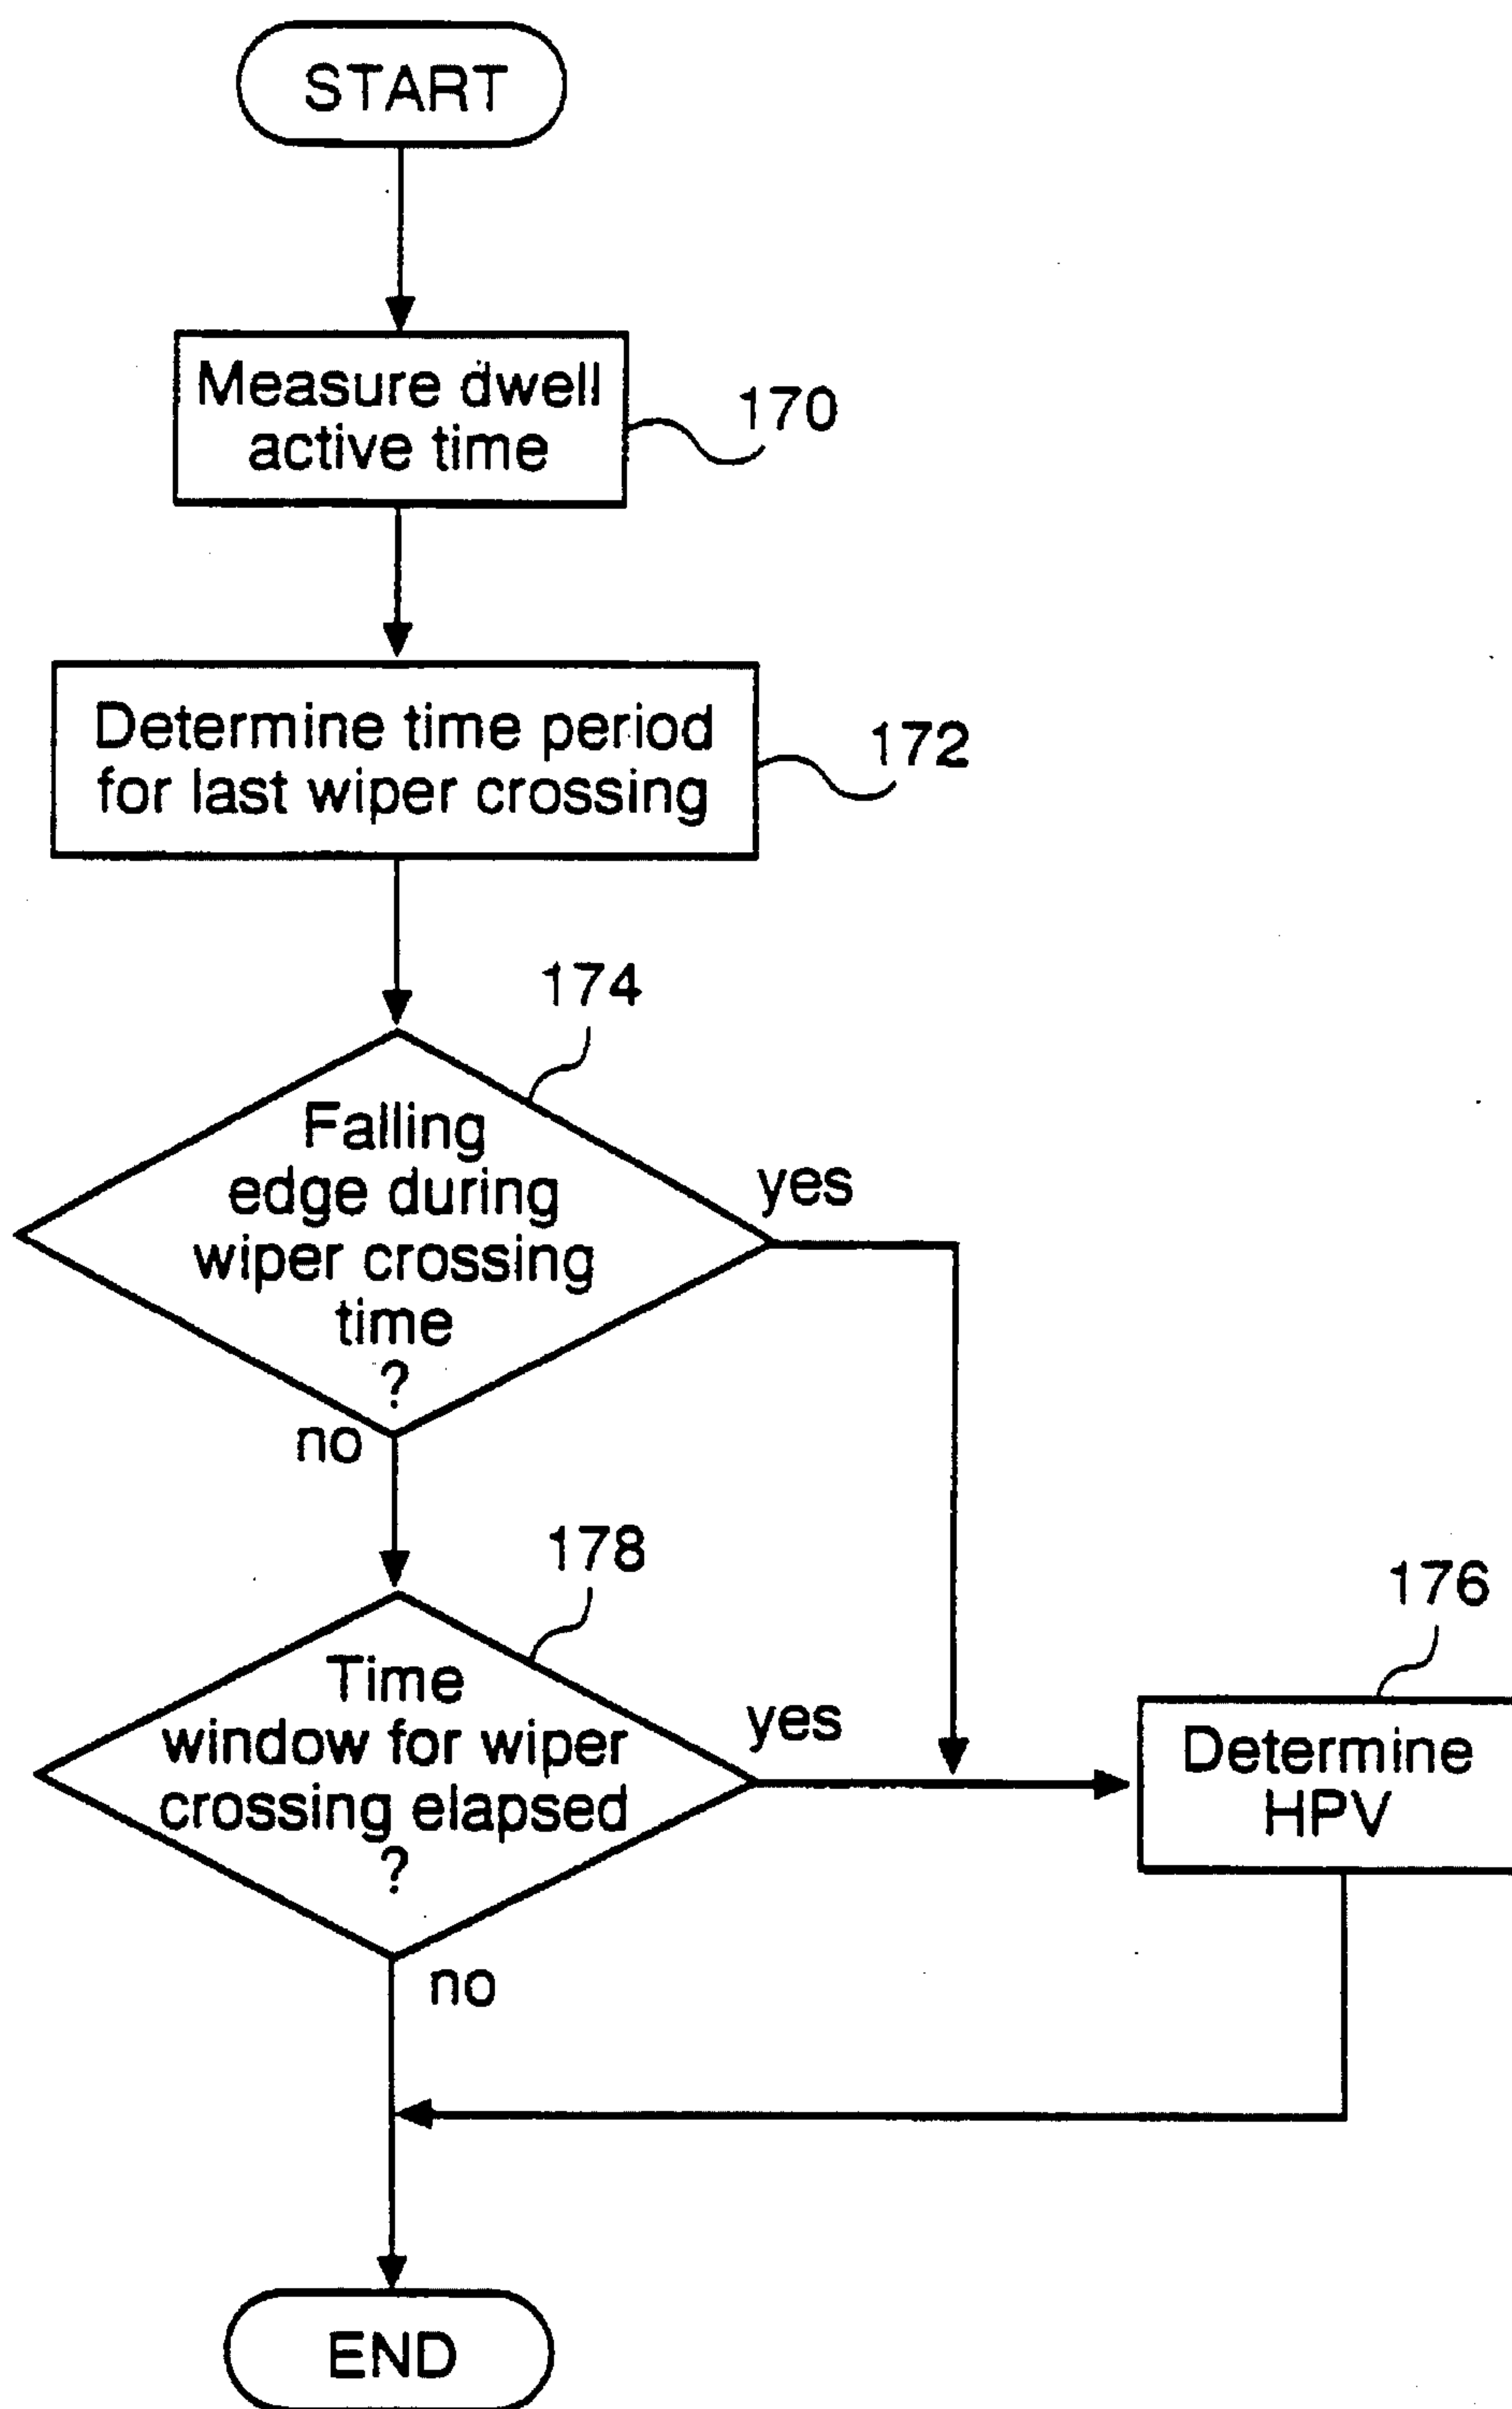 START
Measure dwell
active time
170
Determine time period
for last wiper crossing
172
174
Falling
edge during
wiper crossing
time
?
yes
no
178
Time
window for wiper
crossing elapsed
?
yes
no
176
Determine
HPV
END